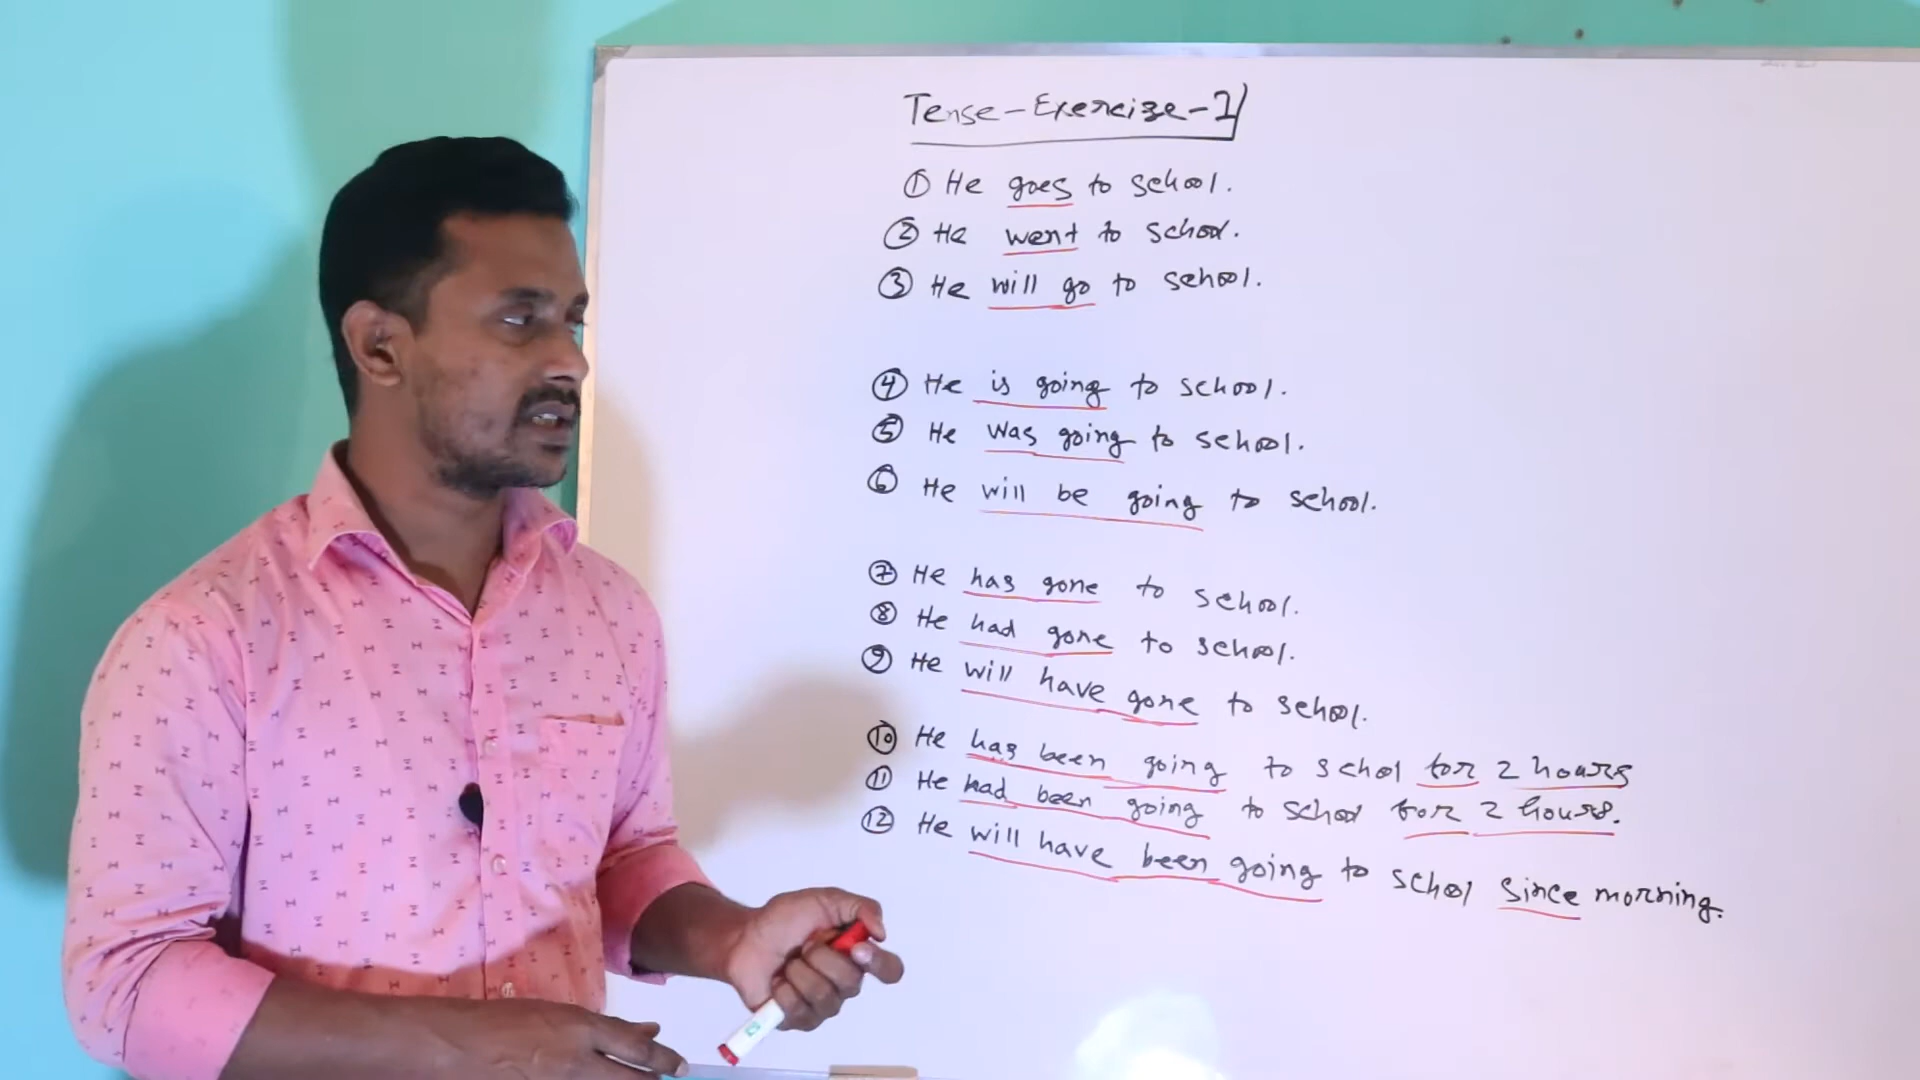 Tense-Exercize-1
① He goes to school.
② He went to school.
③ He will go to school.
④ He is going to school.
⑤ He was going to school.
⑥ He will be going to school.
⑦ He has gone to school.
⑧ He had gone to school.
⑨ He will have gone to school.
⑩ He has been going to school for 2 hours
⑪ He had been going to school for 2 hours.
⑫ He will have been going to school since morning.